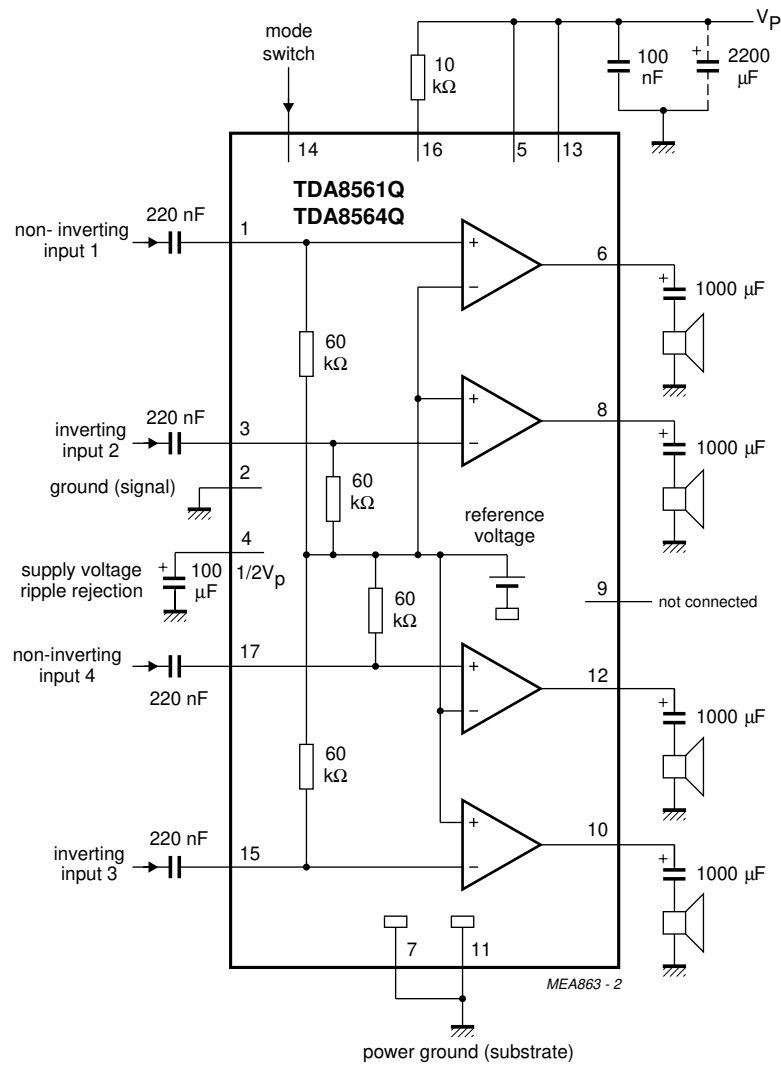 mode
switch
10
kΩ
VP
100
nF
+
2200
µF
14
16
5
13
TDA8561Q
TDA8564Q
non- inverting
input 1
220 nF
1
+
−
6
+
1000 µF
60
kΩ
inverting
input 2
220 nF
3
+
−
8
+
1000 µF
ground (signal)
2
60
kΩ
reference
voltage
supply voltage
ripple rejection
+
100
µF
4
1/2Vp
60
kΩ
9
not connected
non-inverting
input 4
220 nF
17
+
−
12
+
1000 µF
60
kΩ
inverting
input 3
220 nF
15
+
−
10
+
1000 µF
7
11
MEA863 - 2
power ground (substrate)